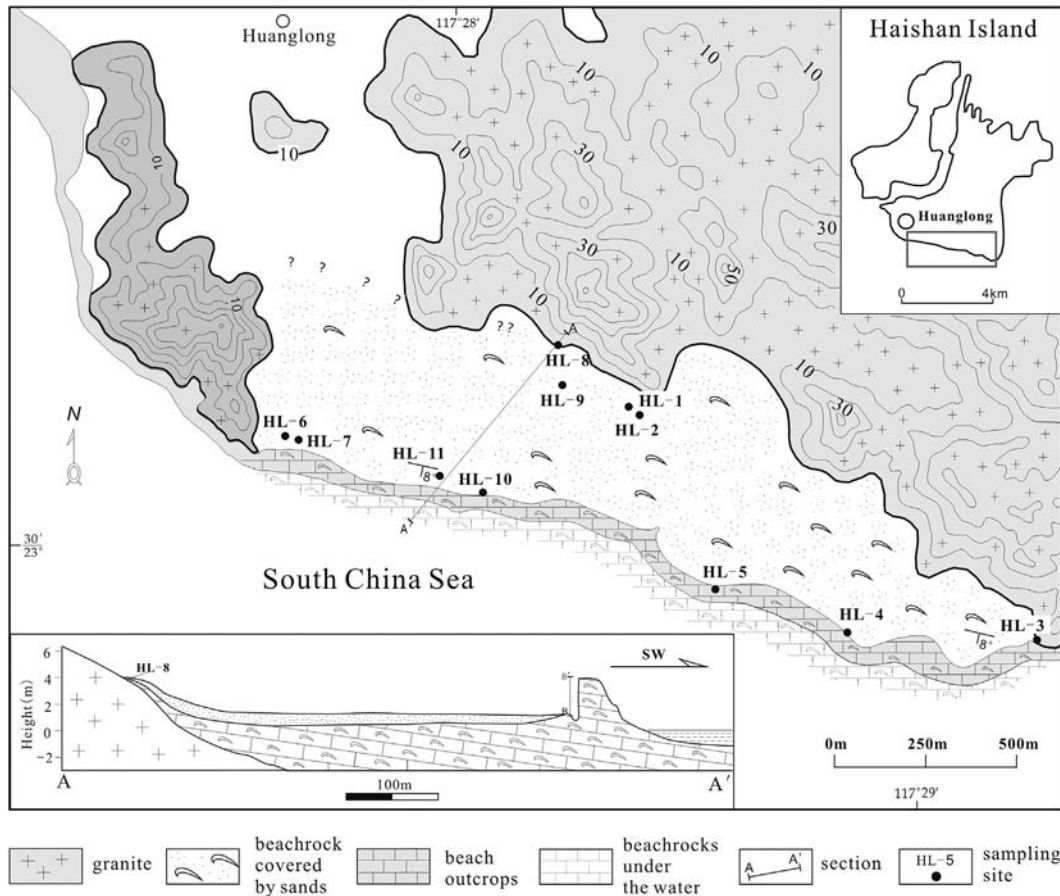 117°28′
Huanglong
Haishan Island
Huanglong
0 4km
10
10
10
10
10
10
30
30
30
10
50
30
10
10
10
10
30
? ? ? ?
? ?
A
HL-8
HL-9
HL-1
HL-2
HL-6
HL-7
HL-11
8°
HL-10
A′
N
30′
23°
South China Sea
HL-5
HL-4
HL-3
8°
0m 250m 500m
117°29′
Height(m)
6
4
2
0
-2
HL-8
SW
B
B
A
A′
100m
granite
beachrock
covered
by sands
beach
outcrops
beachrocks
under
the water
A A′
section
HL-5
sampling
site